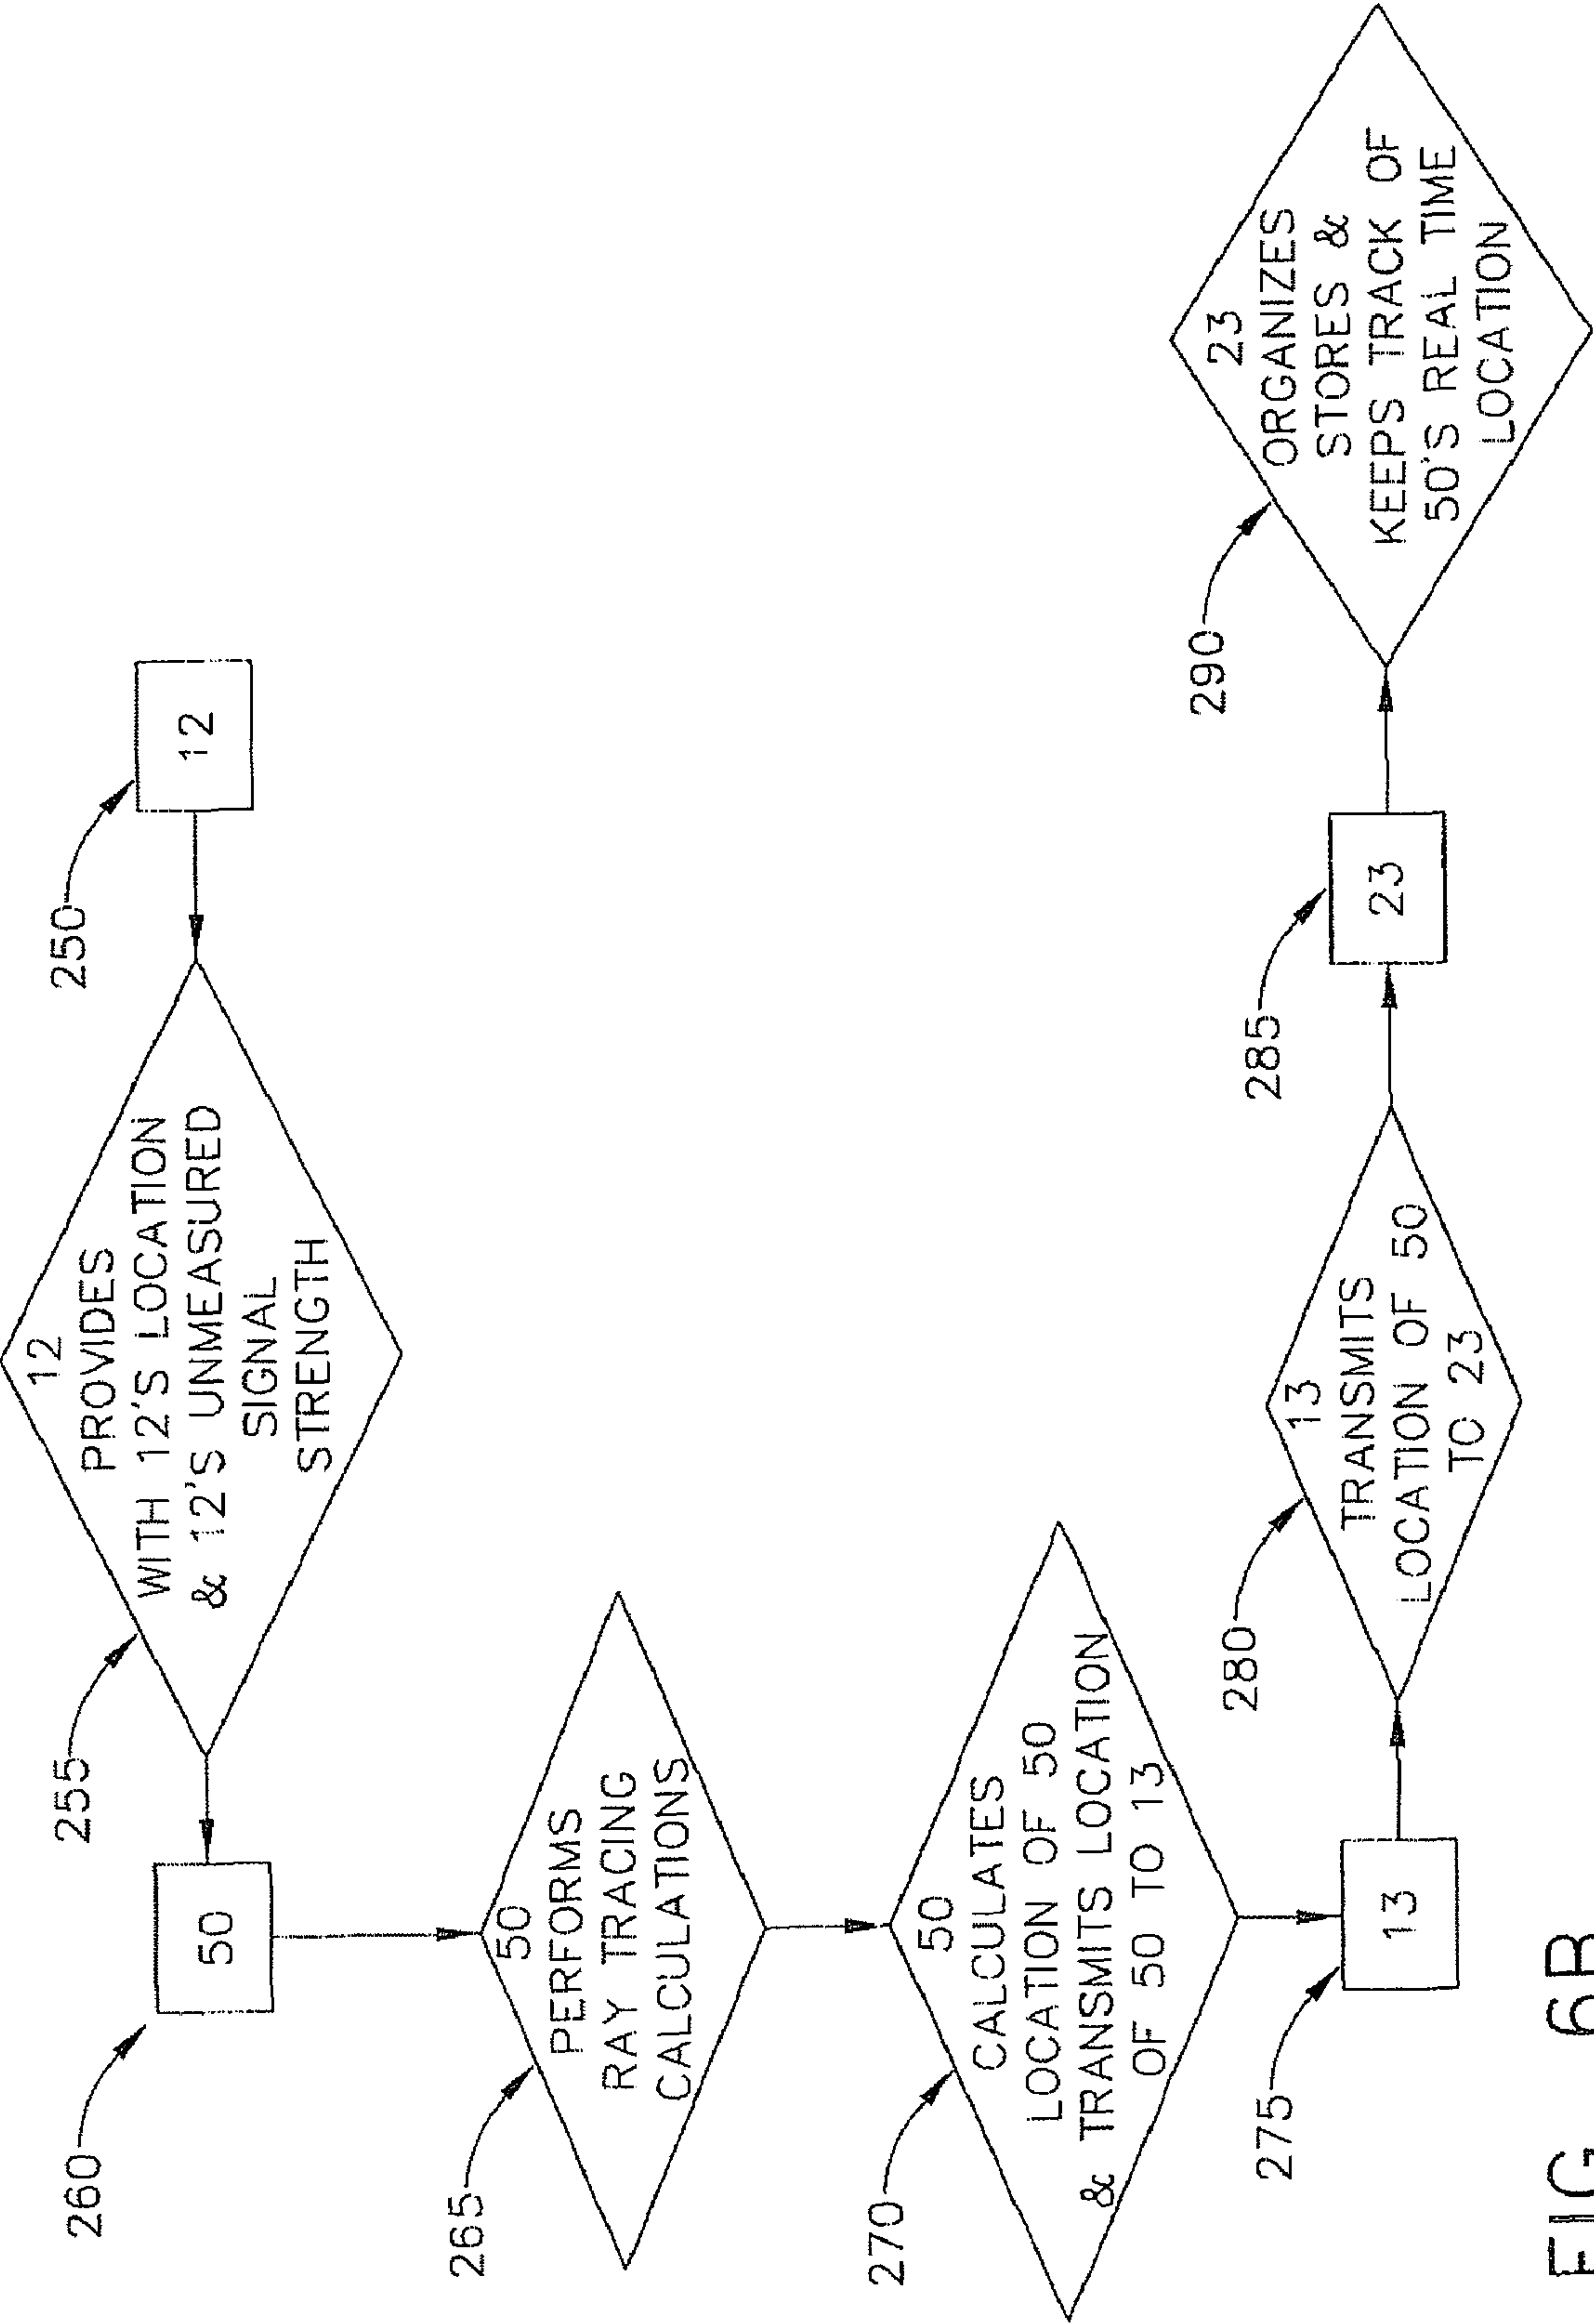 250
12
255
12
PROVIDES
WITH 12'S LOCATION
& 12'S UNMEASURED
SIGNAL
STRENGTH
260
50
265
50
PERFORMS
RAY TRACING
CALCULATIONS
270
50
CALCULATES
LOCATION OF 50
& TRANSMITS LOCATION
OF 50 TO 13
275
13
280
13
TRANSMITS
LOCATION OF 50
TO 23
285
23
290
23
ORGANIZES
STORES &
KEEPS TRACK OF
50'S REAL TIME
LOCATION
FIG 6B